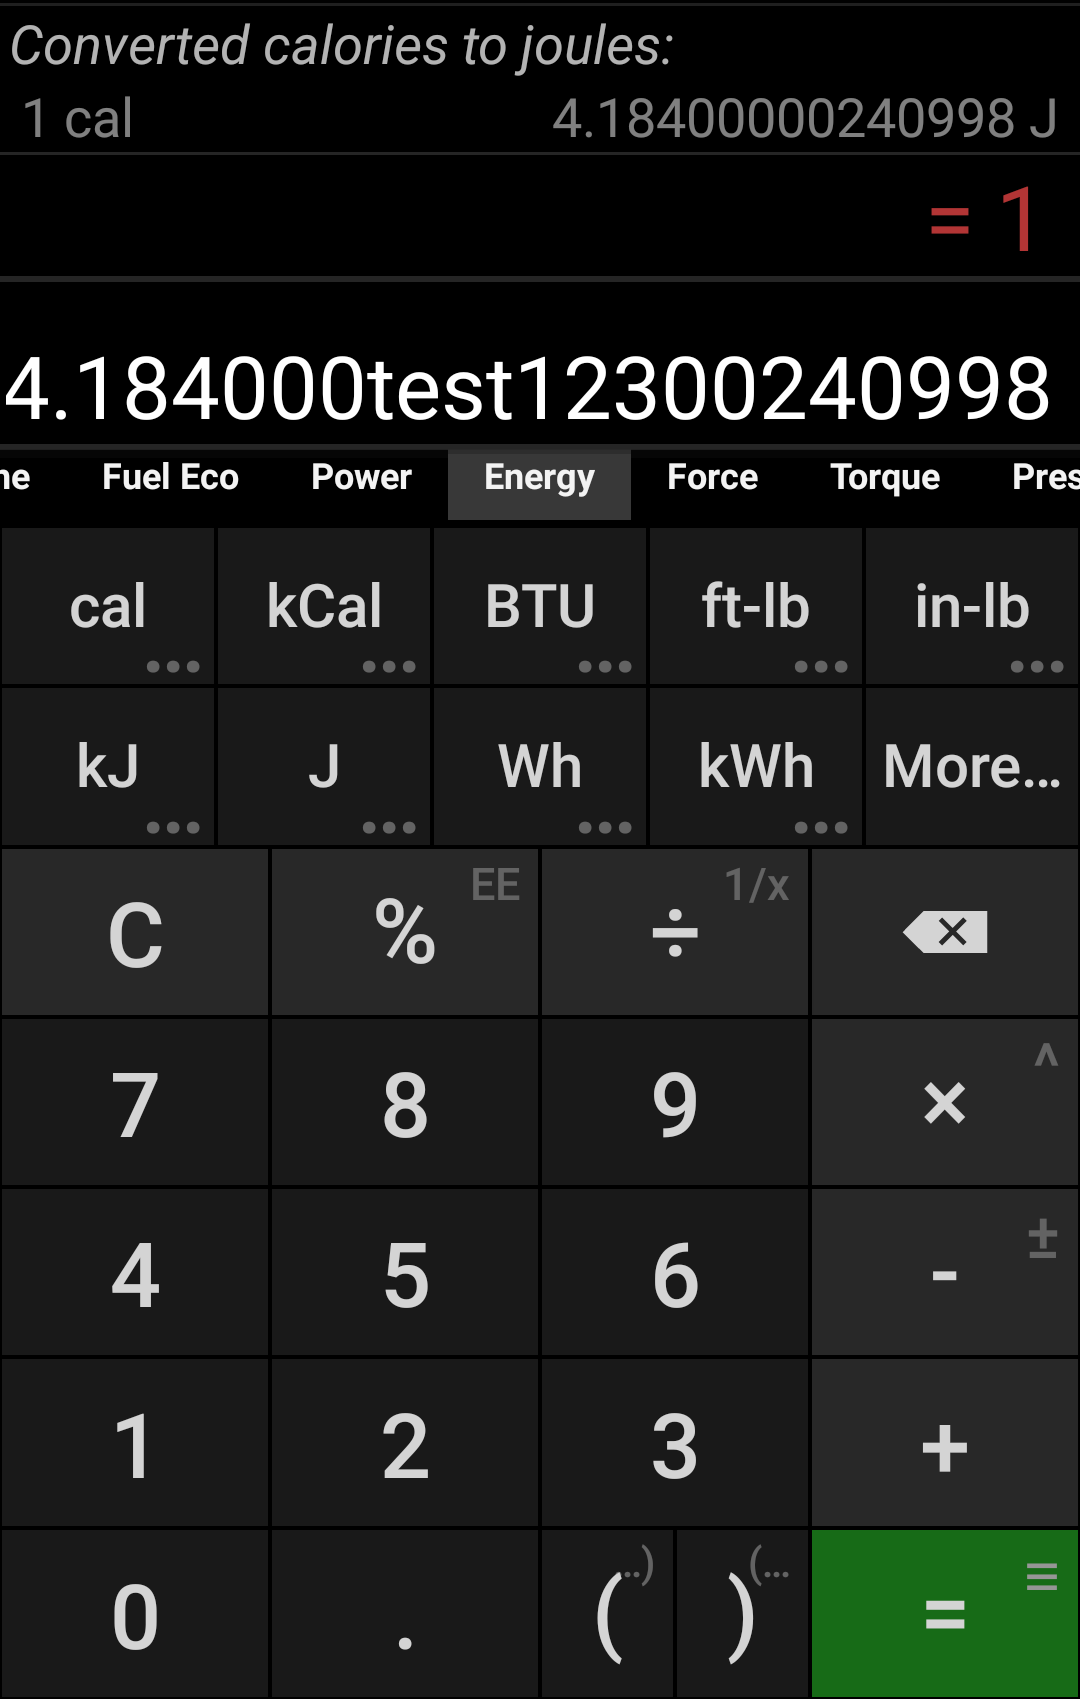 Converted calories to joules:
1 cal 4.18400000240998 J
= 1
4.184000test12300240998
ne Fuel Eco Power Energy Force Torque Pres
cal kCal BTU ft-lb in-lb
kJ J Wh kWh More...
C % EE ÷ 1/x
7 8 9 × ^
4 5 6 - ±
1 2 3 +
0 . ( ..) ) (... = ≡